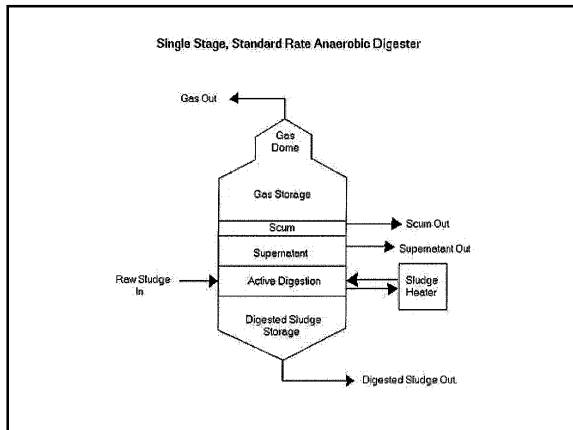 Single Stage, Standard Rate Anaerobic Digester
Gas Out
Gas
Dome
Gas Storage
Scum
Scum Out
Supernatant
Supernatant Out
Raw Sludge
In
Active Digestion
Sludge
Heater
Digested Sludge
Storage
Digested Sludge Out